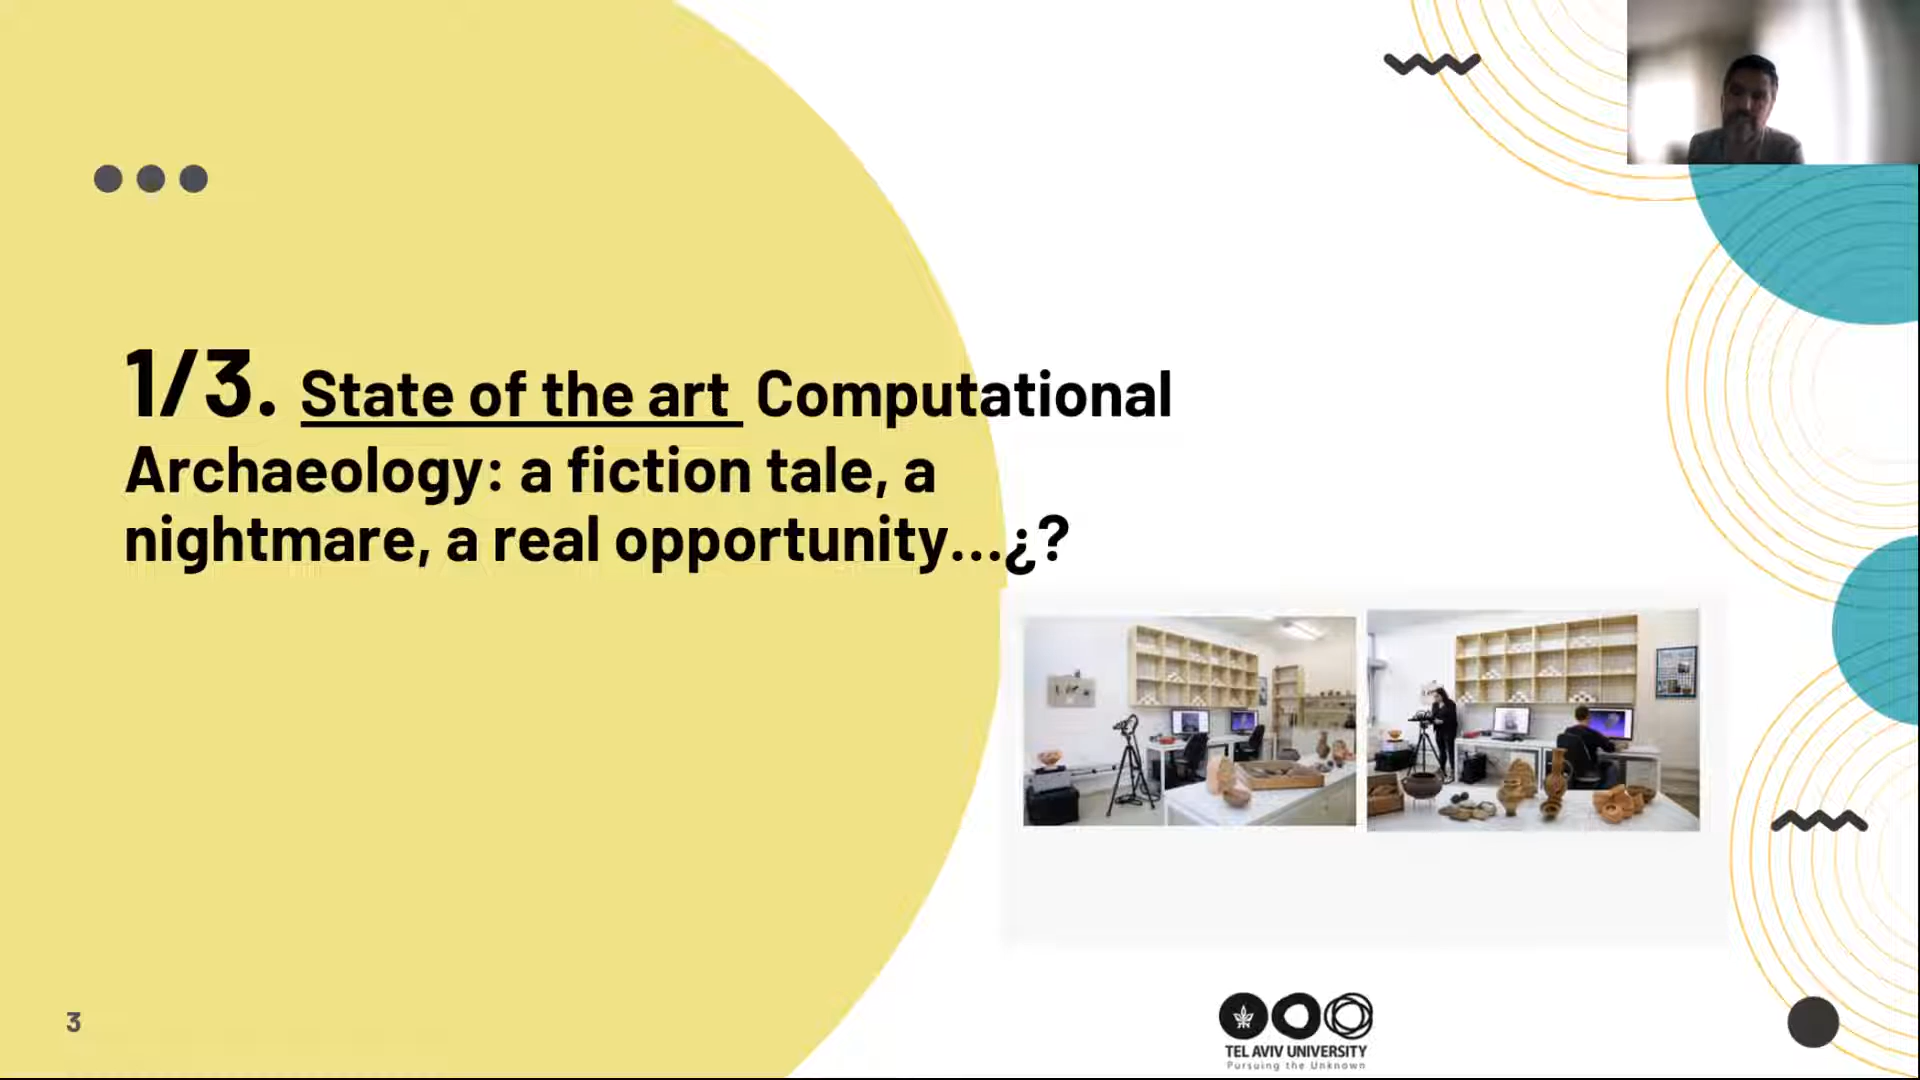 1/3. State of the art Computational
Archaeology: a fiction tale, a
nightmare, a real opportunity...¿?
3
TEL AVIV UNIVERSITY
Pursuing the Unknown